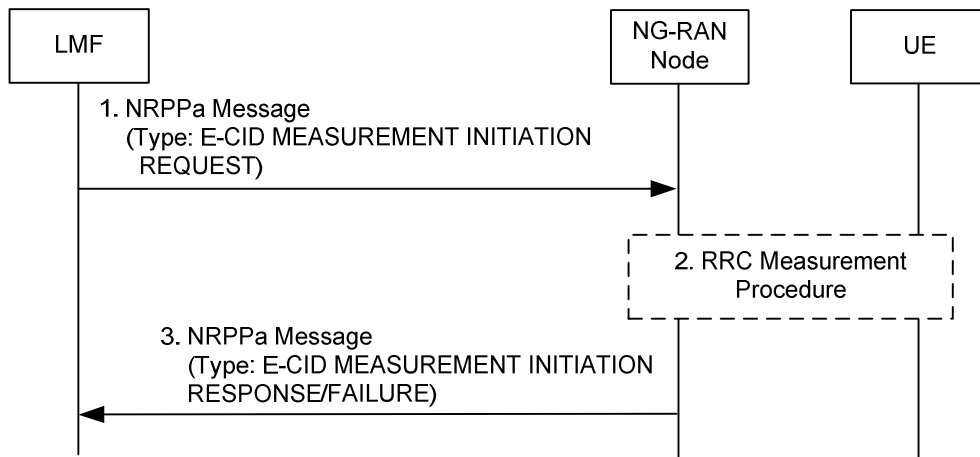 LMF
NG-RAN
Node
UE
1. NRPPa Message
(Type: E-CID MEASUREMENT INITIATION
REQUEST)
2. RRC Measurement
Procedure
3. NRPPa Message
(Type: E-CID MEASUREMENT INITIATION
RESPONSE/FAILURE)